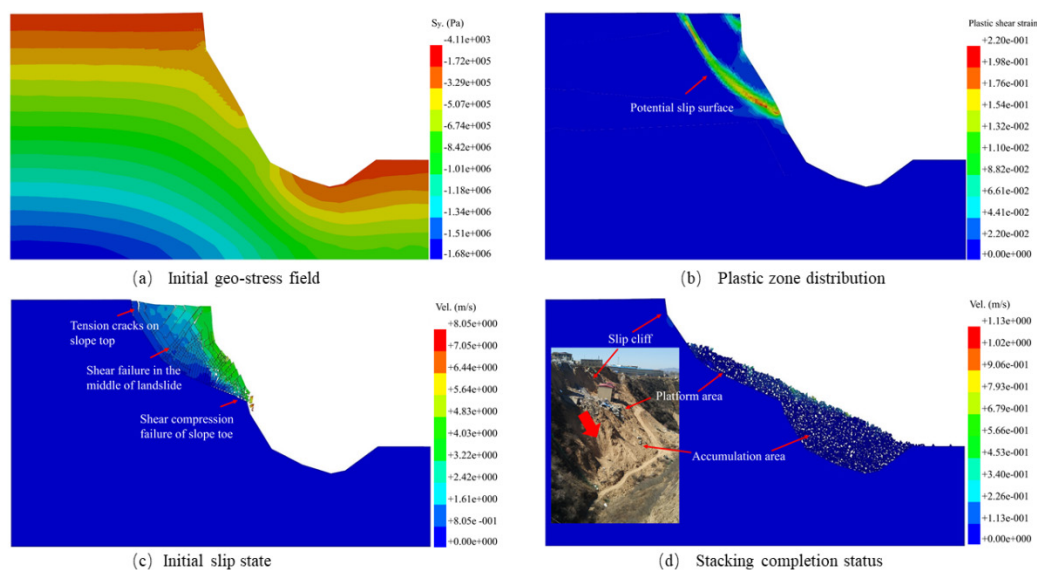 Sy. (Pa)
-4.11e+003
-1.72e+005
-3.29e+005
-5.07e+005
-6.74e+005
-8.42e+005
-1.01e+006
-1.18e+006
-1.34e+006
-1.51e+006
-1.68e+006
(a) Initial geo-stress field
Plastic shear strain
+2.20e-001
+1.98e-001
+1.76e-001
+1.54e-001
+1.32e-002
+1.10e-002
+8.82e-002
+6.61e-002
+4.41e-002
+2.20e-002
+0.00e+000
Potential slip surface
(b) Plastic zone distribution
Vel. (m/s)
+8.05e+000
+7.05e+000
+6.44e+000
+5.64e+000
+4.83e+000
+4.03e+000
+3.22e+000
+2.42e+000
+1.61e+000
+8.05e -001
+0.00e+000
Tension cracks on
slope top
Shear failure in the
middle of landslide
Shear compression
failure of slope toe
(c) Initial slip state
Vel. (m/s)
+1.13e+000
+1.02e+000
+9.06e+000
+7.93e+000
+6.79e-001
+5.66e-001
+4.53e-001
+3.40e-001
+2.26e-001
+1.13e-001
+0.00e+000
Slip cliff
Platform area
Accumulation area
(d) Stacking completion status